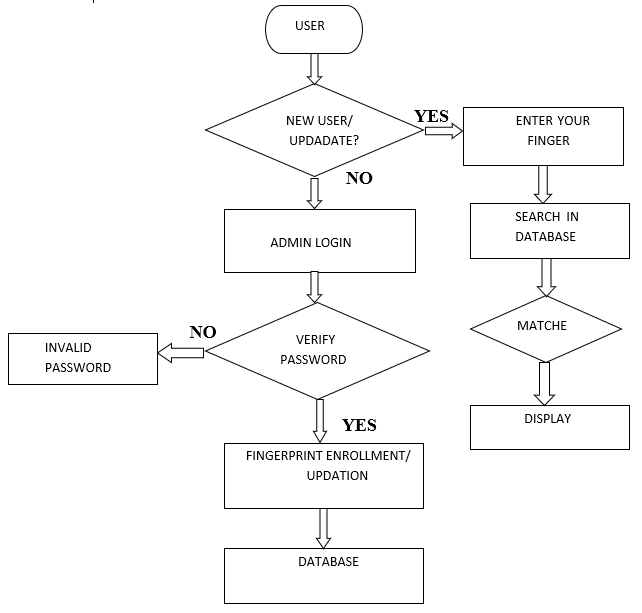 USER
NEW USER/
UPDADATE?
YES
ENTER YOUR
FINGER
NO
ADMIN LOGIN
SEARCH IN
DATABASE
MATCHE
DISPLAY
VERIFY
PASSWORD
NO
INVALID
PASSWORD
YES
FINGERPRINT ENROLLMENT/
UPDATION
DATABASE